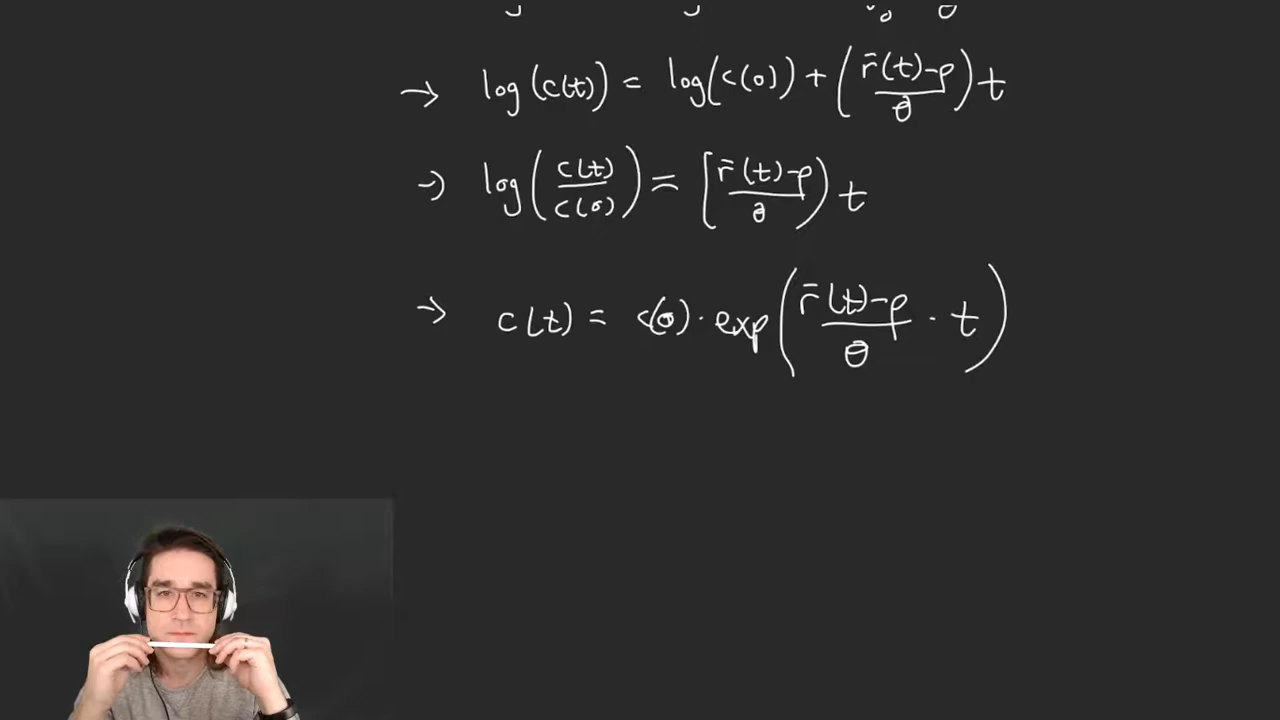 → log(c(t)) = log(c(0)) + (r̄(t)-ρ / θ) t
→ log(c(t) / c(0)) = [r̄(t)-ρ / θ) t
→ c(t) = c(0) · exp(r̄(t)-ρ / θ · t)